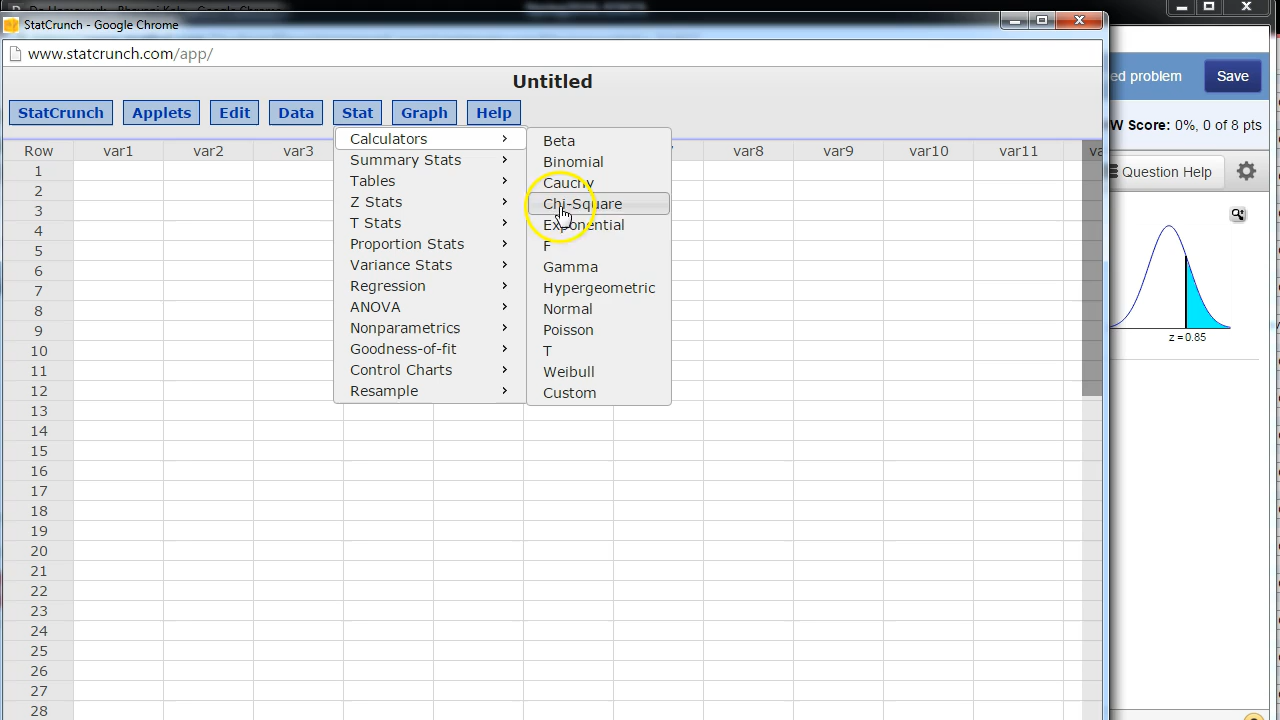 StatCrunch - Google Chrome
www.statcrunch.com/app/
Untitled
StatCrunch Applets Edit Data Stat Graph Help
Row var1 var2 var3 var8 var9 var10 var11
Calculators
Summary Stats
Tables
Z Stats
T Stats
Proportion Stats
Variance Stats
Regression
ANOVA
Nonparametrics
Goodness-of-fit
Control Charts
Resample
Beta
Binomial
Cauchy
Chi-Square
Exponential
F
Gamma
Hypergeometric
Normal
Poisson
T
Weibull
Custom
1
2
3
4
5
6
7
8
9
10
11
12
13
14
15
16
17
18
19
20
21
22
23
24
25
26
27
28
ed problem Save
W Score: 0%, 0 of 8 pts
Question Help
z = 0.85